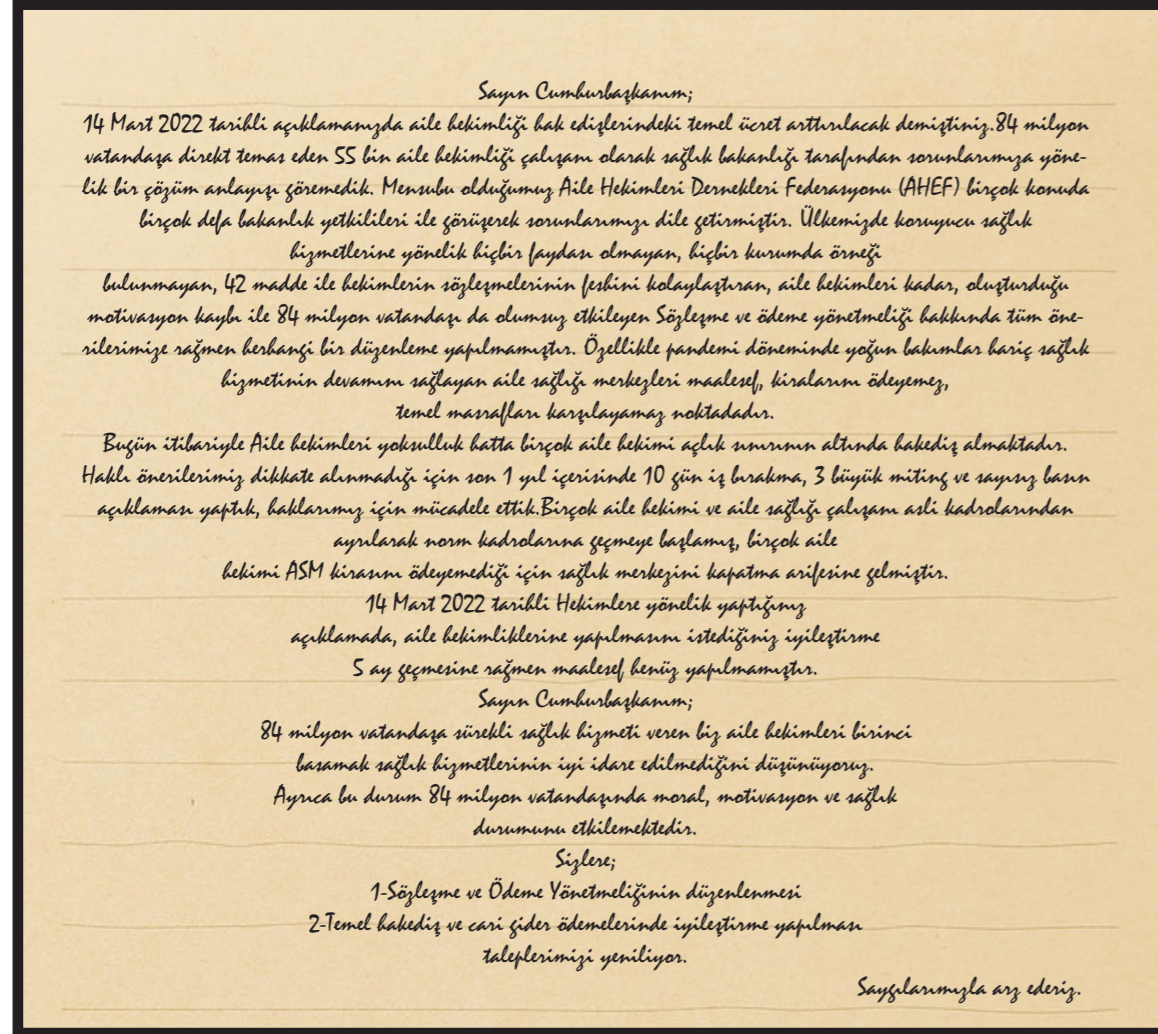 Sayın Cumhurbaşkanım;
14 Mart 2022 tarihli açıklamanızda aile hekimliği hak edişlerindeki temel ücret arttırılacak demiştiniz.84 milyon
vatandaşa direkt temas eden 55 bin aile hekimliği çalışanı olarak sağlık bakanlığı tarafından sorunlarımıza yöne-
lik bir çözüm anlayışı göremedik. Mensubu olduğumuz Aile Hekimleri Dernekleri Federasyonu (AHEF) birçok konuda
birçok defa bakanlık yetkilileri ile görüşerek sorunlarımızı dile getirmiştir. Ülkemizde koruyucu sağlık
hizmetlerine yönelik hiçbir faydası olmayan, hiçbir kurumda örneği
bulunmayan, 42 madde ile hekimlerin sözleşmelerinin feshini kolaylaştıran, aile hekimleri kadar, oluşturduğu
motivasyon kaybı ile 84 milyon vatandaşı da olumsuz etkileyen Sözleşme ve ödeme yönetmeliği hakkında tüm öne-
rilerimize rağmen herhangi bir düzenleme yapılmamıştır. Özellikle pandemi döneminde yoğun bakımlar hariç sağlık
hizmetinin devamını sağlayan aile sağlığı merkezleri maalesef, kiralarını ödeyemez,
temel masrafları karşılayamaz noktadadır.
Bugün itibariyle Aile hekimleri yoksulluk hatta birçok aile hekimi açlık sınırının altında hakediş almaktadır.
Haklı önerilerimiz dikkate alınmadığı için son 1 yıl içerisinde 10 gün iş bırakma, 3 büyük miting ve sayısız basın
açıklaması yaptık, haklarımız için mücadele ettik.Birçok aile hekimi ve aile sağlığı çalışanı asli kadrolarından
ayrılarak norm kadrolarına geçmeye başlamış, birçok aile
hekimi ASM kirasını ödeyemediği için sağlık merkezini kapatma arifesine gelmiştir.
14 Mart 2022 tarihli Hekimlere yönelik yaptığınız
açıklamada, aile hekimliklerine yapılmasını istediğiniz iyileştirme
5 ay geçmesine rağmen maalesef henüz yapılmamıştır.
Sayın Cumhurbaşkanım;
84 milyon vatandaşa sürekli sağlık hizmeti veren biz aile hekimleri birinci
basamak sağlık hizmetlerinin iyi idare edilmediğini düşünüyoruz.
Ayrıca bu durum 84 milyon vatandaşında moral, motivasyon ve sağlık
durumunu etkilemektedir.
Sizlere;
1-Sözleşme ve Ödeme Yönetmeliğinin düzenlenmesi
2-Temel hakediş ve cari gider ödemelerinde iyileştirme yapılması
taleplerimizi yeniliyor.
Saygılarımızla arz ederiz.